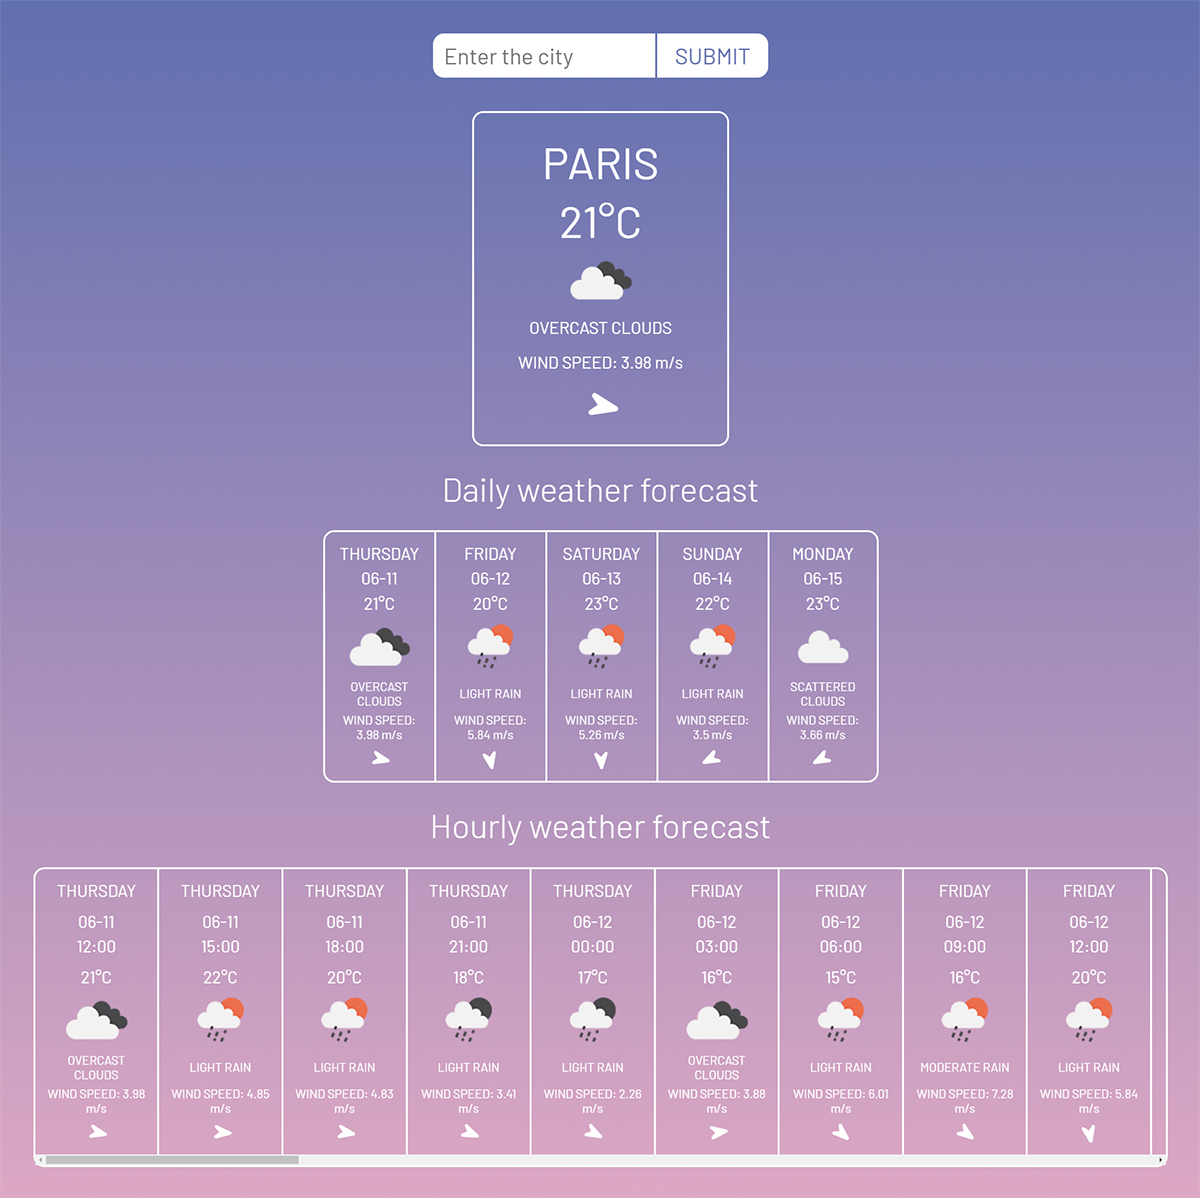 Enter the city SUBMIT
PARIS
21°C
OVERCAST CLOUDS
WIND SPEED: 3.98 m/s
Daily weather forecast
THURSDAY FRIDAY SATURDAY SUNDAY MONDAY
06-11 06-12 06-13 06-14 06-15
21°C 20°C 23°C 22°C 23°C
OVERCAST CLOUDS LIGHT RAIN LIGHT RAIN LIGHT RAIN SCATTERED CLOUDS
WIND SPEED: WIND SPEED: WIND SPEED: WIND SPEED: WIND SPEED:
3.98 m/s 5.84 m/s 5.26 m/s 3.5 m/s 3.66 m/s
Hourly weather forecast
THURSDAY THURSDAY THURSDAY THURSDAY THURSDAY FRIDAY FRIDAY FRIDAY FRIDAY
06-11 06-11 06-11 06-11 06-12 06-12 06-12 06-12 06-12
12:00 15:00 18:00 21:00 00:00 03:00 06:00 09:00 12:00
21°C 22°C 20°C 18°C 17°C 16°C 15°C 16°C 20°C
OVERCAST CLOUDS LIGHT RAIN LIGHT RAIN LIGHT RAIN LIGHT RAIN OVERCAST CLOUDS LIGHT RAIN MODERATE RAIN LIGHT RAIN
WIND SPEED: 3.98 WIND SPEED: 4.85 WIND SPEED: 4.83 WIND SPEED: 3.41 WIND SPEED: 2.26 WIND SPEED: 3.88 WIND SPEED: 6.01 WIND SPEED: 7.28 WIND SPEED: 5.84
m/s m/s m/s m/s m/s m/s m/s m/s m/s